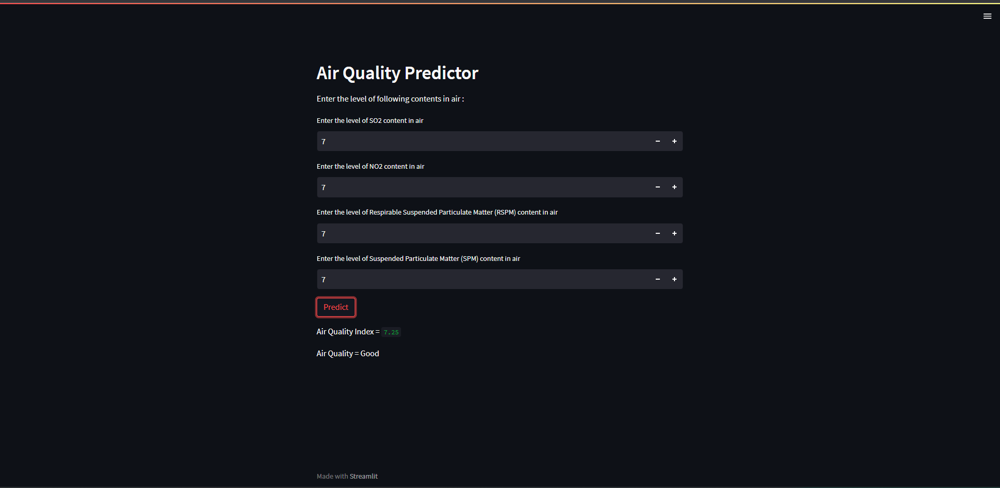 Air Quality Predictor
Enter the level of following contents in air :
Enter the level of SO2 content in air
7
Enter the level of NO2 content in air
7
Enter the level of Respirable Suspended Particulate Matter (RSPM) content in air
7
Enter the level of Suspended Particulate Matter (SPM) content in air
7
Predict
Air Quality Index = 7.25
Air Quality = Good
Made with Streamlit